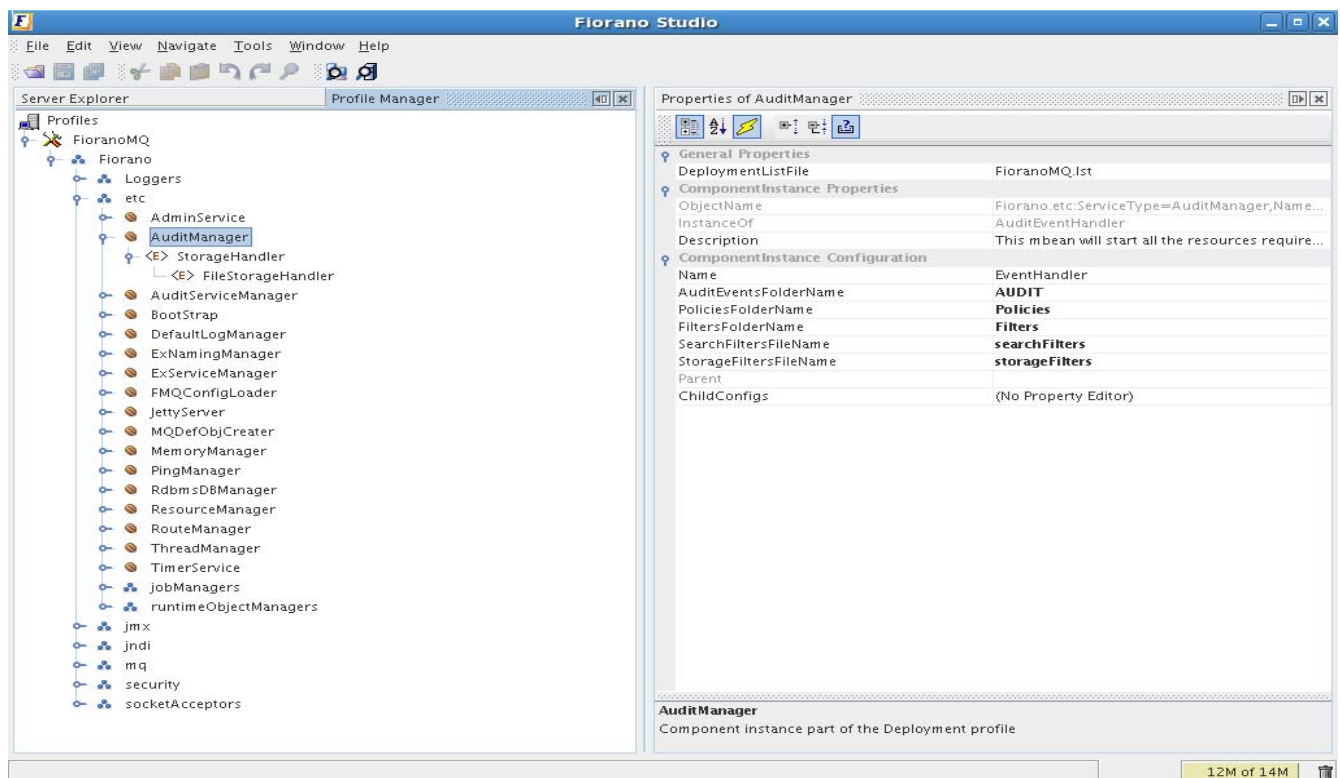 Fiorano Studio
File Edit View Navigate Tools Window Help
Server Explorer
Profile Manager
Profiles
FioranoMQ
Fiorano
Loggers
etc
AdminService
AuditManager
<E> StorageHandler
<E> FileStorageHandler
AuditServiceManager
BootStrap
DefaultLogManager
ExNamingManager
ExServiceManager
FMQConfigLoader
JettyServer
MQDefObjCreater
MemoryManager
PingManager
RdbmsDBManager
ResourceManager
RouteManager
ThreadManager
TimerService
jobManagers
runtimeObjectManagers
jmx
jndi
mq
security
socketAcceptors
Properties of AuditManager
General Properties
DeploymentListFile FioranoMQ.lst
ComponentInstance Properties
ObjectName Fiorano.etc:ServiceType=AuditManager,Name...
InstanceOf AuditEventHandler
Description This mbean will start all the resources require...
ComponentInstance Configuration
Name EventHandler
AuditEventsFolderName AUDIT
PoliciesFolderName Policies
FiltersFolderName Filters
SearchFiltersFileName searchFilters
StorageFiltersFileName storageFilters
Parent
ChildConfigs (No Property Editor)
AuditManager
Component instance part of the Deployment profile
12M of 14M